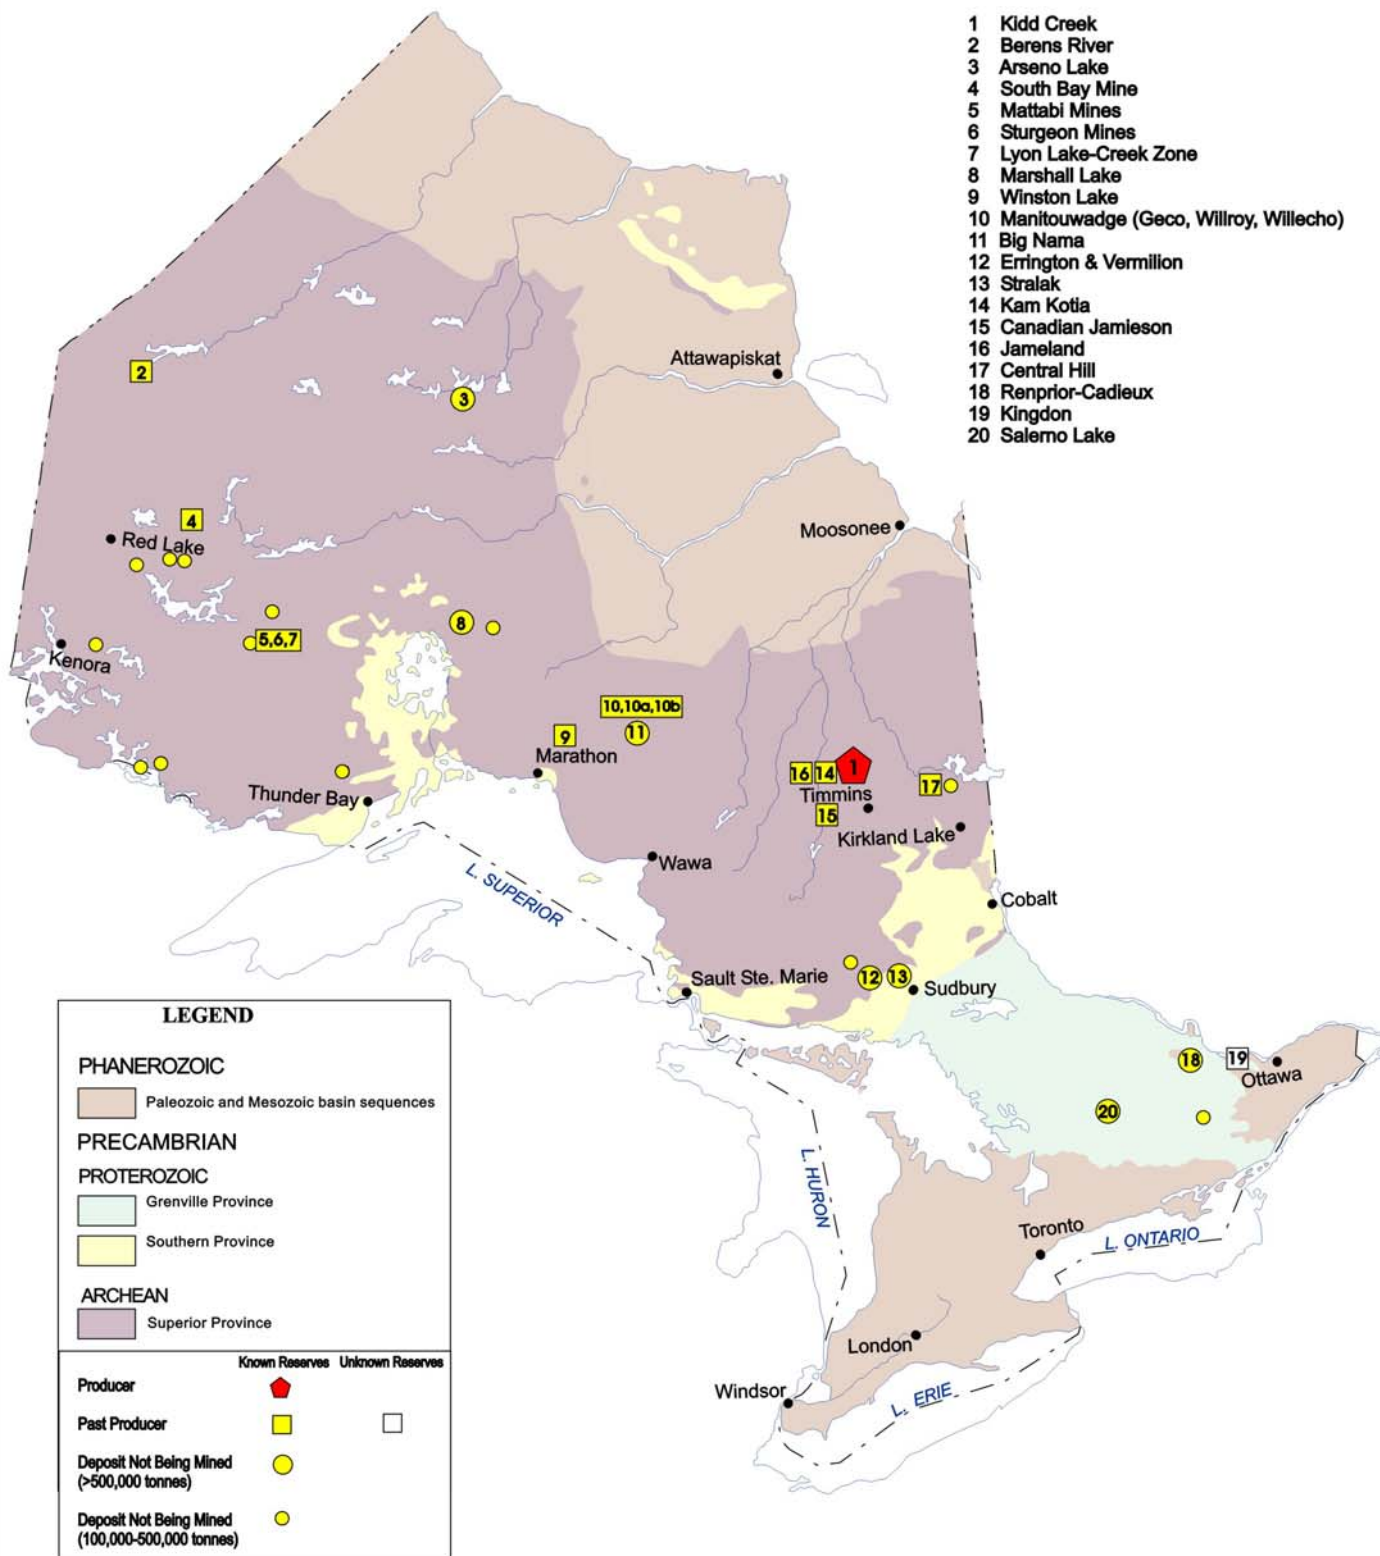 1 Kidd Creek
2 Berens River
3 Arseno Lake
4 South Bay Mine
5 Mattabi Mines
6 Sturgeon Mines
7 Lyon Lake-Creek Zone
8 Marshall Lake
9 Winston Lake
10 Manitouwadge (Geco, Willroy, Willecho)
11 Big Nama
12 Errington & Vermilion
13 Stralak
14 Kam Kotia
15 Canadian Jamieson
16 Jameland
17 Central Hill
18 Renprior-Cadieux
19 Kingdon
20 Salerno Lake
Attawapiskat
2
3
4
Red Lake
Moosonee
8
5,6,7
Kenora
10,10a,10b
9
11
Marathon
1
16
14
17
Timmins
Thunder Bay
15
Kirkland Lake
Wawa
L. SUPERIOR
Cobalt
Sault Ste. Marie
12
13
Sudbury
18
19
Ottawa
20
L. HURON
Toronto
L. ONTARIO
London
Windsor
L. ERIE
LEGEND
PHANEROZOIC
Paleozoic and Mesozoic basin sequences
PRECAMBRIAN
PROTEROZOIC
Grenville Province
Southern Province
ARCHEAN
Superior Province
Known Reserves Unknown Reserves
Producer
Past Producer
Deposit Not Being Mined
(>500,000 tonnes)
Deposit Not Being Mined
(100,000-500,000 tonnes)